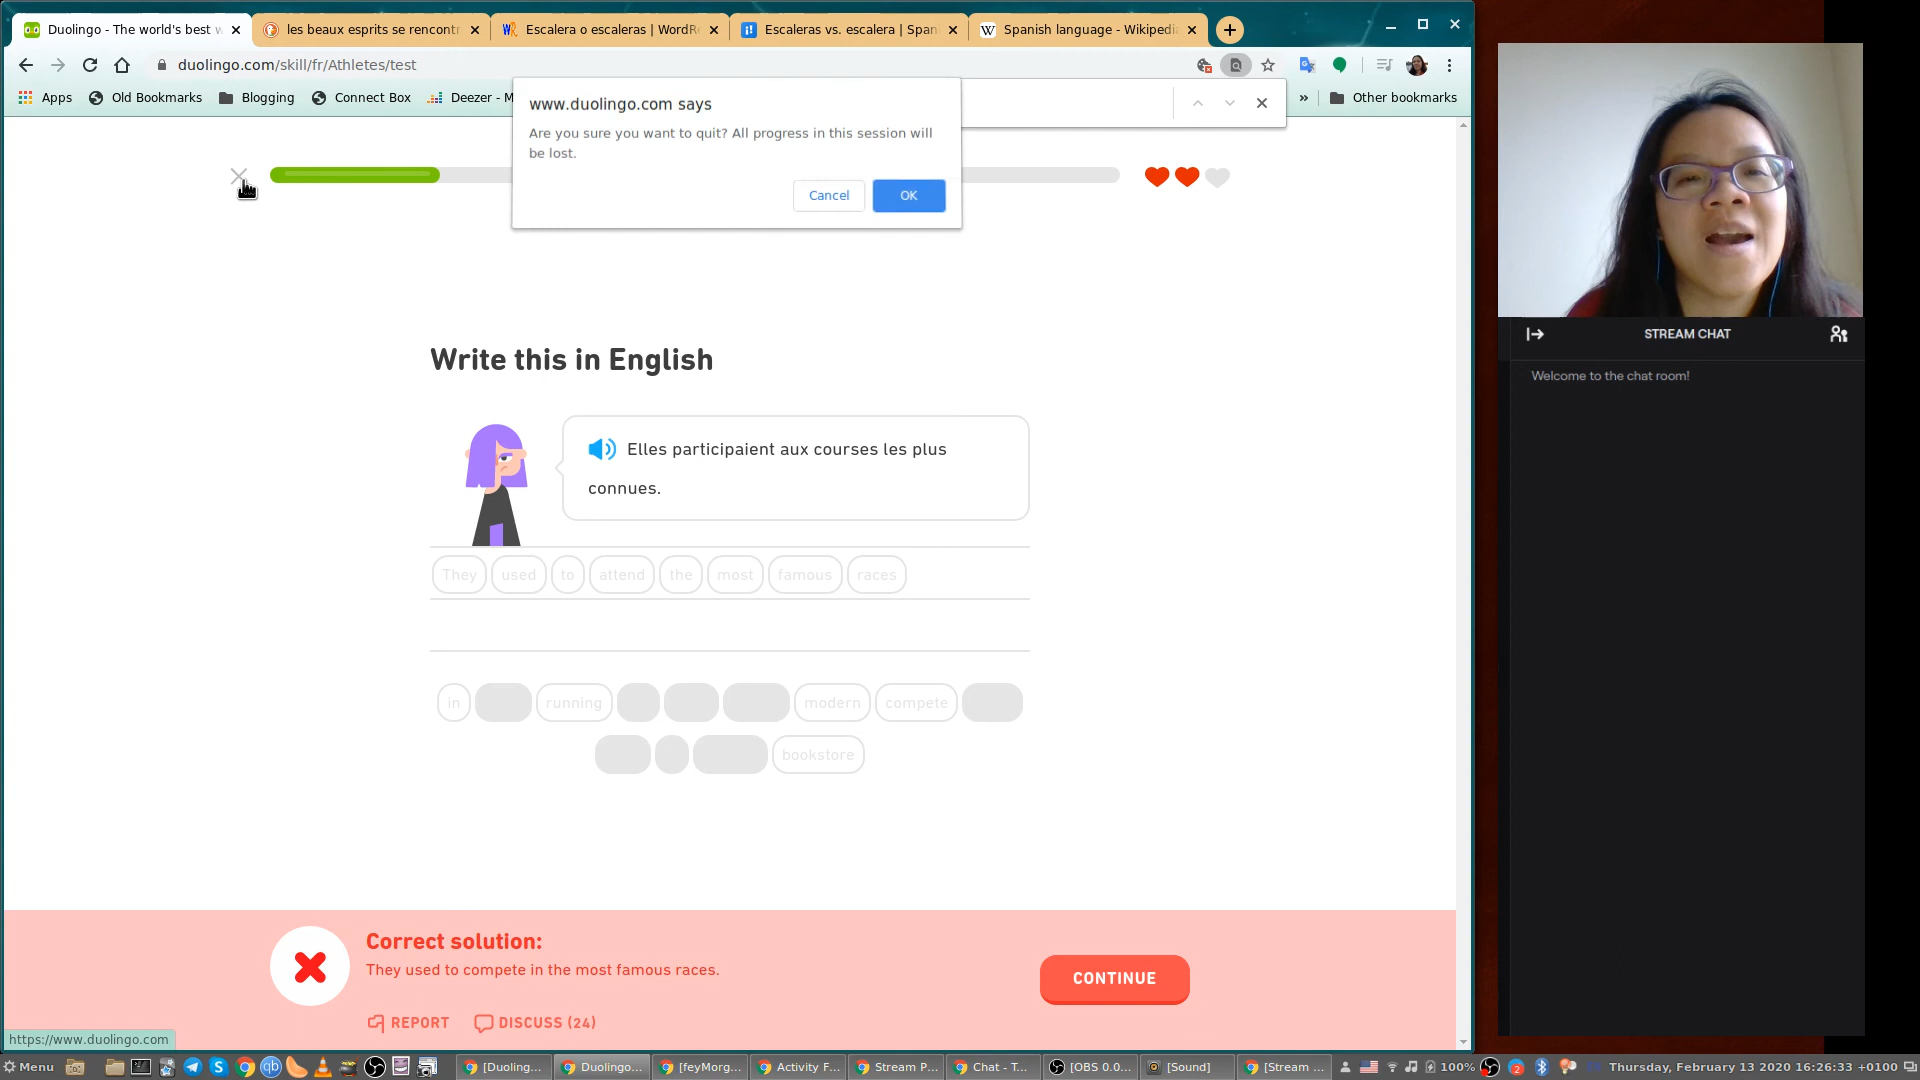 Duolingo - The world's best w
les beaux esprits se rencontr
Escalera o escaleras | WordR
Escaleras vs. escalera | Span
Spanish language - Wikipedia
duolingo.com/skill/fr/Athletes/test
Apps
Old Bookmarks
Blogging
Connect Box
Deezer - M
»
Other bookmarks
www.duolingo.com says
Are you sure you want to quit? All progress in this session will
be lost.
Cancel
OK
Write this in English
Elles participaient aux courses les plus
connues.
They used to attend the most famous races
in running modern compete
bookstore
Correct solution:
They used to compete in the most famous races.
CONTINUE
REPORT
DISCUSS (24)
https://www.duolingo.com
STREAM CHAT
Welcome to the chat room!
Menu
[Duoling...
Duolingo...
[feyMorg...
Activity F...
Stream P...
Chat - T...
[OBS 0.0...
[Sound]
[Stream ...
100%
2
Thursday, February 13 2020 16:26:33 +0100